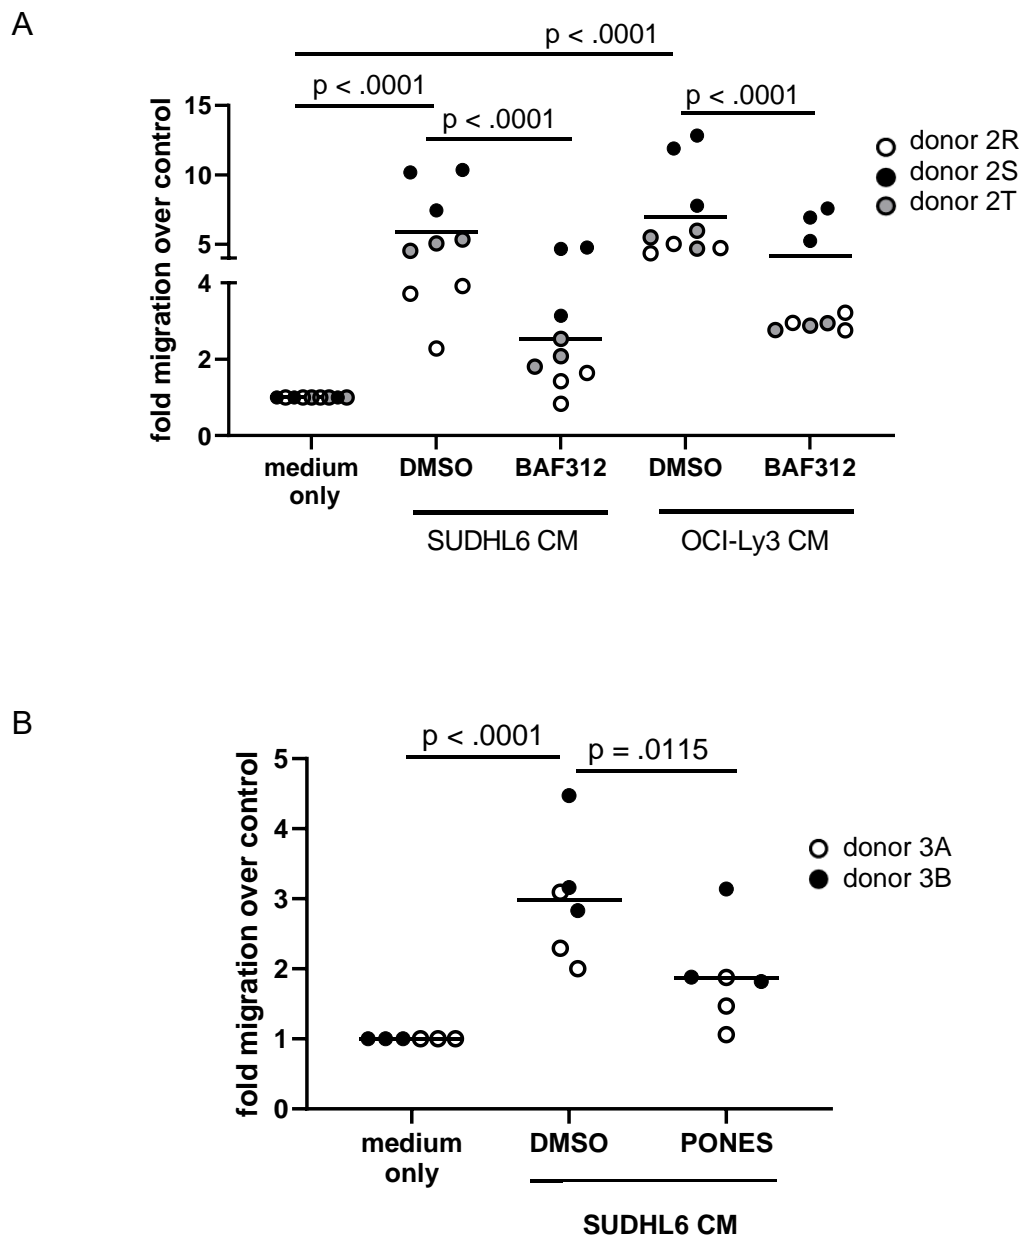 A
p < .0001
p < .0001
p < .0001
p < .0001
fold migration over control
15
10
5
4
2
0
donor 2R
donor 2S
donor 2T
medium
only
DMSO
BAF312
DMSO
BAF312
SUDHL6 CM
OCI-Ly3 CM
B
p < .0001
p = .0115
fold migration over control
5
4
3
2
1
0
donor 3A
donor 3B
medium
only
DMSO
PONES
SUDHL6 CM